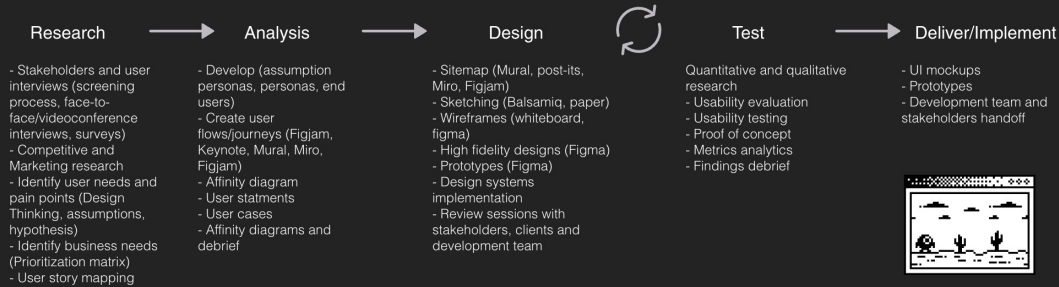 Research
Analysis
Design
Test
Deliver/Implement
- Stakeholders and user
interviews (screening
process, face-to-
face/videoconference
interviews, surveys)
- Competitive and
Marketing research
- Identify user needs and
pain points (Design
Thinking, assumptions,
hypothesis)
- Identify business needs
(Prioritization matrix)
- User story mapping
- Develop (assumption
personas, personas, end
users)
- Create user
flows/journeys (Figjam,
Keynote, Mural, Miro,
Figjam)
- Affinity diagram
- User statments
- User cases
- Affinity diagrams and
debrief
- Sitemap (Mural, post-its,
Miro, Figjam)
- Sketching (Balsamiq, paper)
- Wireframes (whiteboard,
figma)
- High fidelity designs (Figma)
- Prototypes (Figma)
- Design systems
implementation
- Review sessions with
stakeholders, clients and
development team
Quantitative and qualitative
research
- Usability evaluation
- Usability testing
- Proof of concept
- Metrics analytics
- Findings debrief
- UI mockups
- Prototypes
- Development team and
stakeholders handoff